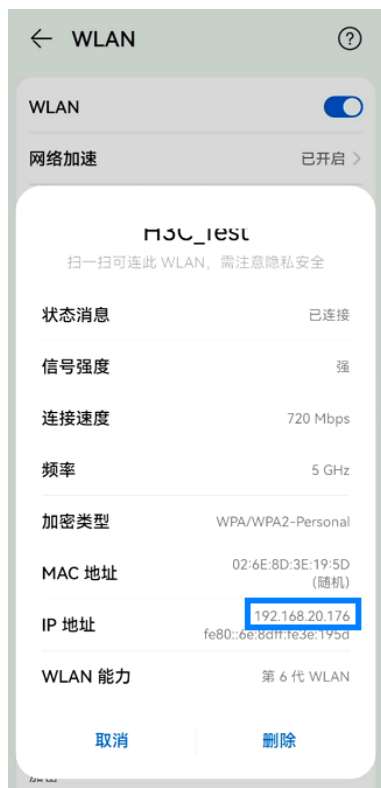 WLAN
WLAN
网络加速 已开启
H3C_Test
扫一扫可连此 WLAN、需注意隐私安全
状态消息 已连接
信号强度 强
连接速度 720 Mbps
频率 5 GHz
加密类型 WPA/WPA2-Personal
MAC 地址 02:6E:8D:3E:19:5D
(随机)
IP 地址 192.168.20.176
fe80::6e:8dff:fe3e:195d
WLAN 能力 第 6 代 WLAN
取消 删除